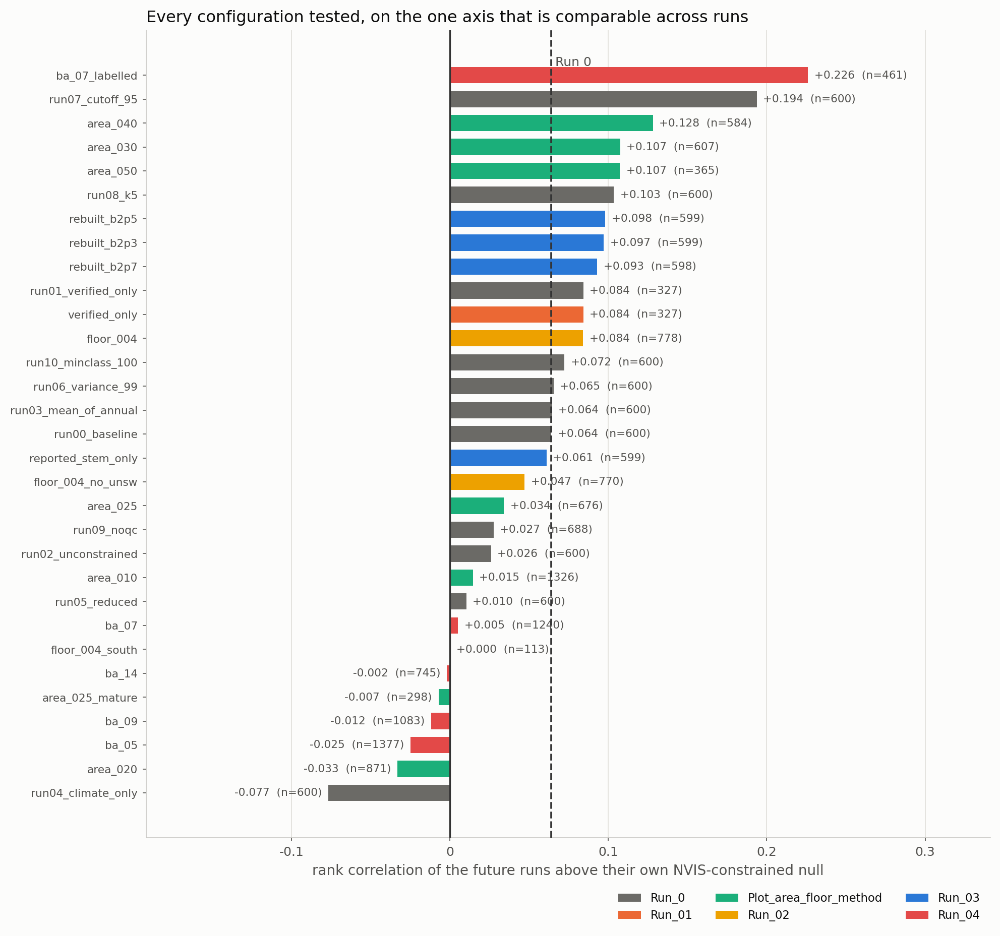 Every configuration tested, on the one axis that is comparable across runs
Run 0
ba_07_labelled +0.226 (n=461)
run07_cutoff_95 +0.194 (n=600)
area_040 +0.128 (n=584)
area_030 +0.107 (n=607)
area_050 +0.107 (n=365)
run08_k5 +0.103 (n=600)
rebuilt_b2p5 +0.098 (n=599)
rebuilt_b2p3 +0.097 (n=599)
rebuilt_b2p7 +0.093 (n=598)
run01_verified_only +0.084 (n=327)
verified_only +0.084 (n=327)
floor_004 +0.084 (n=778)
run10_minclass_100 +0.072 (n=600)
run06_variance_99 +0.065 (n=600)
run03_mean_of_annual +0.064 (n=600)
run00_baseline +0.064 (n=600)
reported_stem_only +0.061 (n=599)
floor_004_no_unsw +0.047 (n=770)
area_025 +0.034 (n=676)
run09_noqc +0.027 (n=688)
run02_unconstrained +0.026 (n=600)
area_010 +0.015 (n=1326)
run05_reduced +0.010 (n=600)
ba_07 +0.005 (n=1240)
floor_004_south +0.000 (n=113)
ba_14 -0.002 (n=745)
area_025_mature -0.007 (n=298)
ba_09 -0.012 (n=1083)
ba_05 -0.025 (n=1377)
area_020 -0.033 (n=871)
run04_climate_only -0.077 (n=600)
-0.1 0 0.1 0.2 0.3
rank correlation of the future runs above their own NVIS-constrained null
Run_0 Plot_area_floor_method Run_03
Run_01 Run_02 Run_04